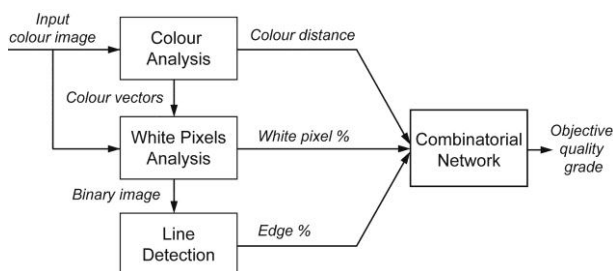 Input
colour image
Colour
Analysis
Colour distance
Colour vectors
White Pixels
Analysis
White pixel %
Combinatorial
Network
Objective
quality
grade
Binary image
Line
Detection
Edge %